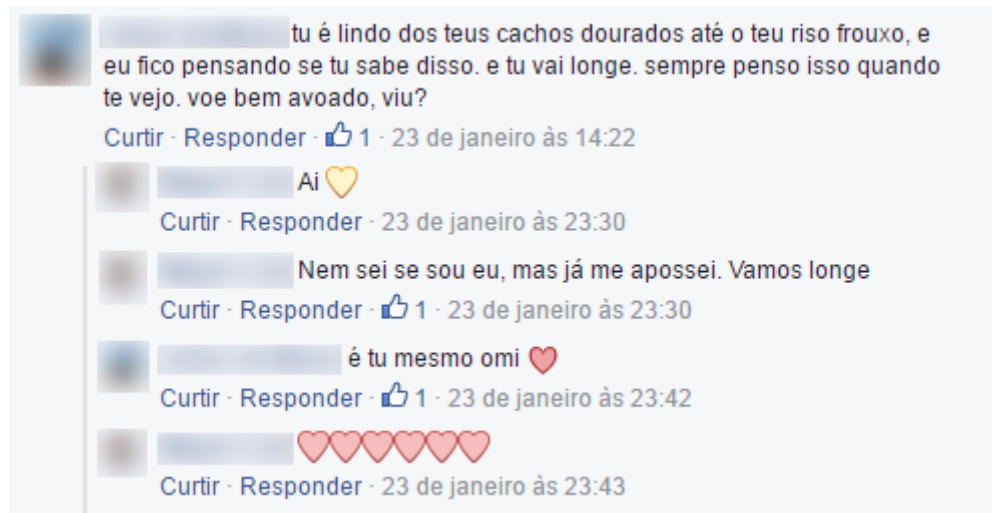 tu é lindo dos teus cachos dourados até o teu riso frouxo, e
eu fico pensando se tu sabe disso. e tu vai longe. sempre penso isso quando
te vejo. voe bem avoado, viu?
Curtir · Responder · 1 · 23 de janeiro às 14:22
Ai
Curtir · Responder · 23 de janeiro às 23:30
Nem sei se sou eu, mas já me apossei. Vamos longe
Curtir · Responder · 1 · 23 de janeiro às 23:30
é tu mesmo omi
Curtir · Responder · 1 · 23 de janeiro às 23:42
Curtir · Responder · 23 de janeiro às 23:43